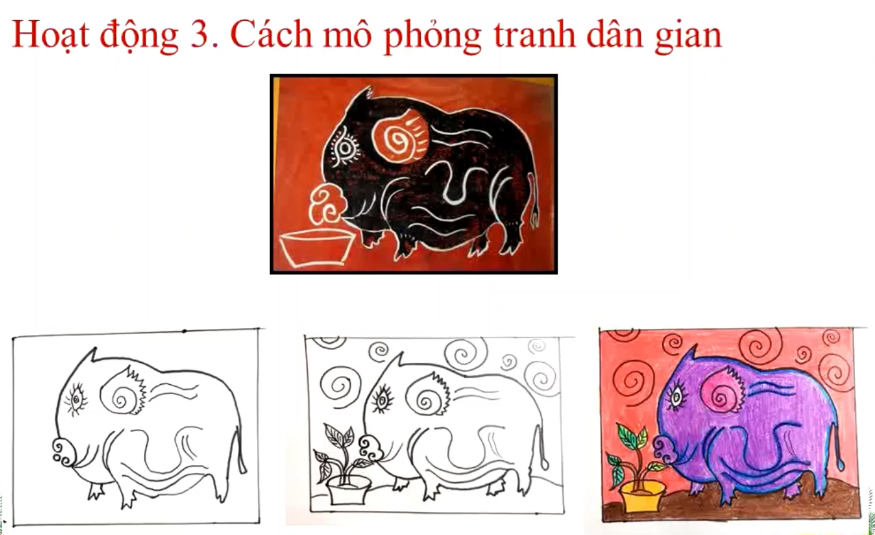 Hoạt động 3. Cách mô phỏng tranh dân gian